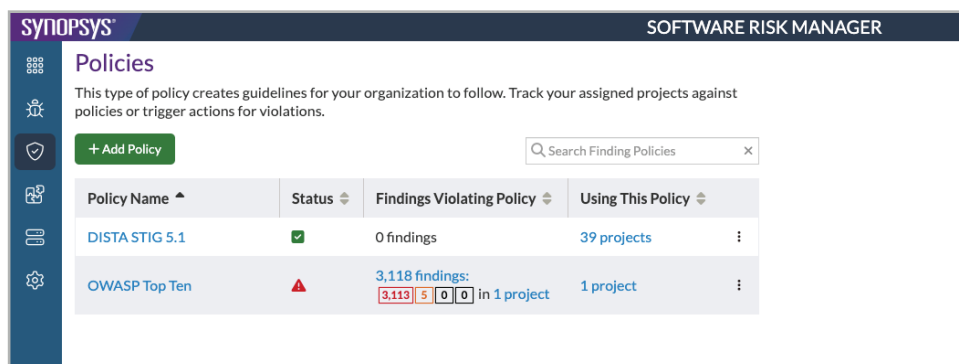 SYNOPSYS®
SOFTWARE RISK MANAGER
Policies
This type of policy creates guidelines for your organization to follow. Track your assigned projects against
policies or trigger actions for violations.
+ Add Policy
Search Finding Policies
Policy Name Status Findings Violating Policy Using This Policy
DISTA STIG 5.1 0 findings 39 projects
OWASP Top Ten 3,118 findings: 1 project
3,113 5 0 0 in 1 project